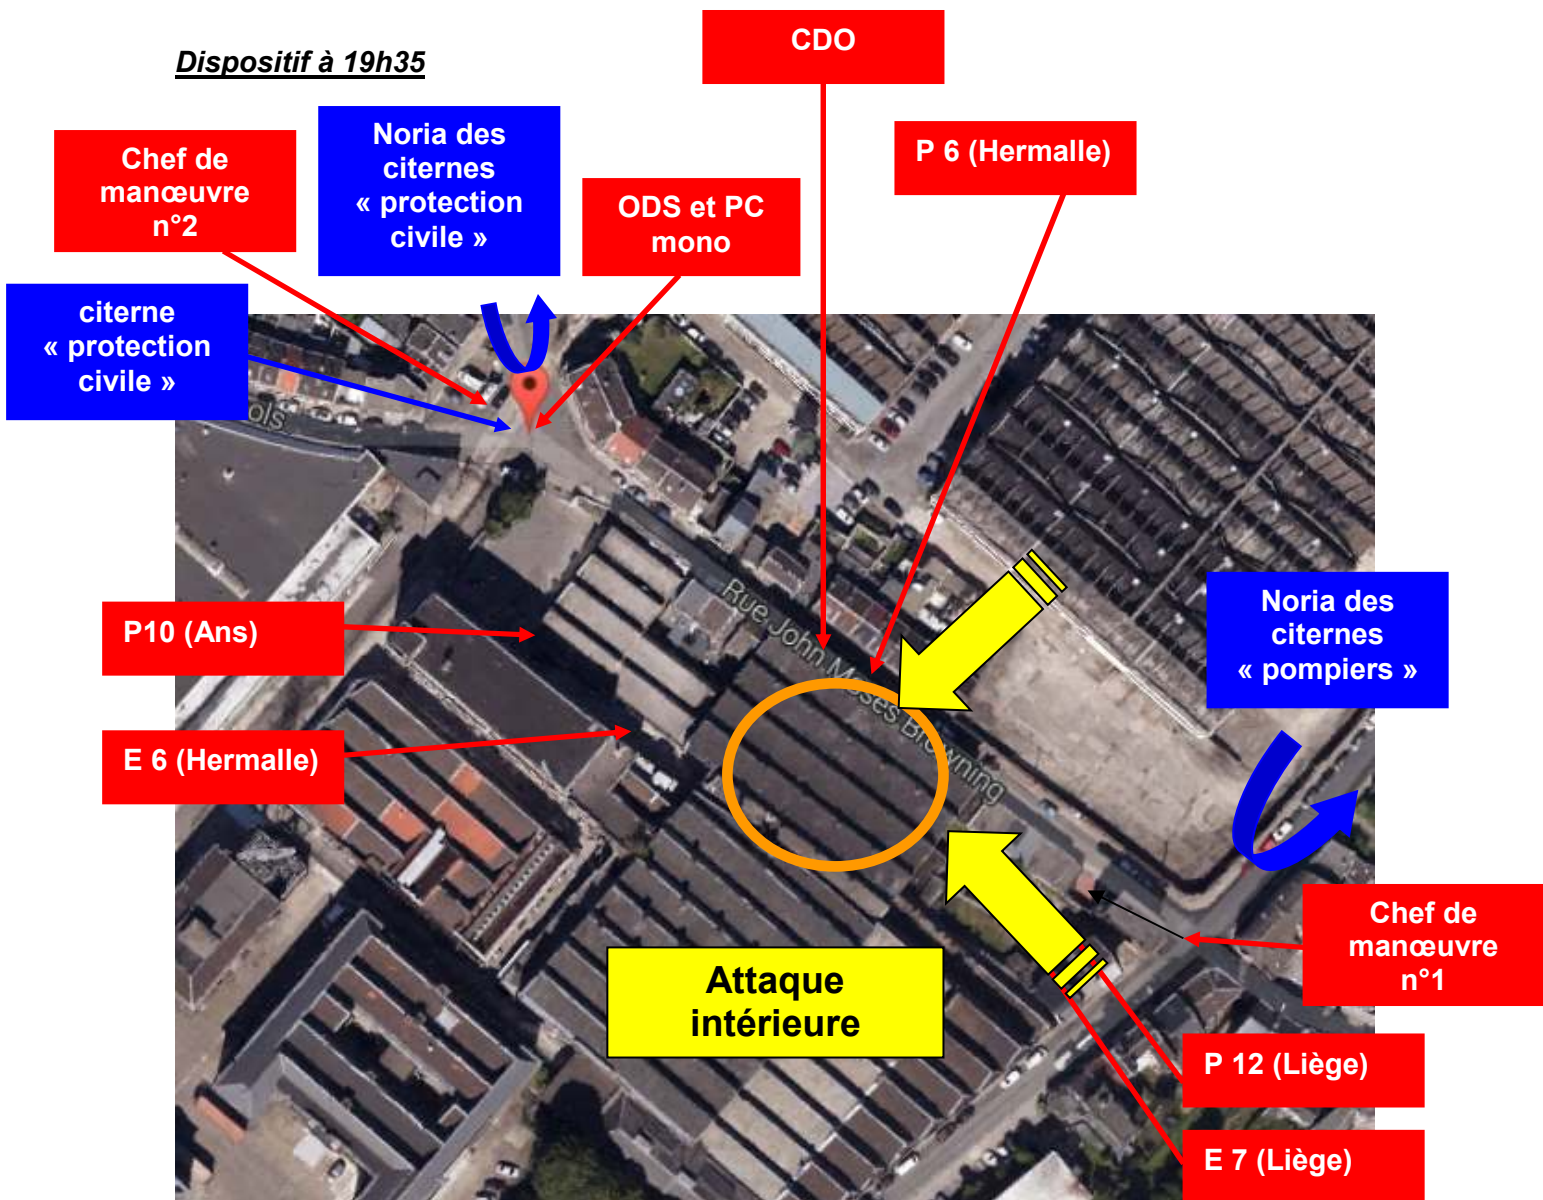 Dispositif à 19h35
CDO
Noria des
citernes
« protection
civile »
Chef de
manœuvre
n°2
P 6 (Hermalle)
ODS et PC
mono
citerne
« protection
civile »
ols
Rue John Moses Browning
Noria des
citernes
« pompiers »
P10 (Ans)
E 6 (Hermalle)
Chef de
manœuvre
n°1
Attaque
intérieure
P 12 (Liège)
E 7 (Liège)